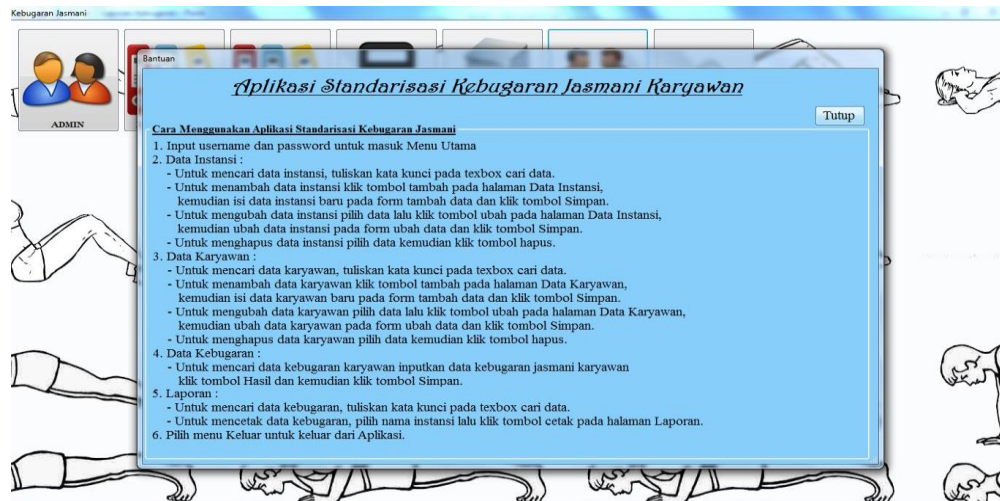 Kebugaran Jasmani
ADMIN
Bantuan
Aplikasi Standarisasi Kebugaran Jasmani Karyawan
Tutup
Cara Menggunakan Aplikasi Standarisasi Kebugaran Jasmani
1. Input username dan password untuk masuk Menu Utama
2. Data Instansi :
- Untuk mencari data instansi, tuliskan kata kunci pada texbox cari data.
- Untuk menambah data instansi klik tombol tambah pada halaman Data Instansi,
kemudian isi data instansi baru pada form tambah data dan klik tombol Simpan.
- Untuk mengubah data instansi pilih data lalu klik tombol ubah pada halaman Data Instansi,
kemudian ubah data instansi pada form ubah data dan klik tombol Simpan.
- Untuk menghapus data instansi pilih data kemudian klik tombol hapus.
3. Data Karyawan :
- Untuk mencari data karyawan, tuliskan kata kunci pada texbox cari data.
- Untuk menambah data karyawan klik tombol tambah pada halaman Data Karyawan,
kemudian isi data karyawan baru pada form tambah data dan klik tombol Simpan.
- Untuk mengubah data karyawan pilih data lalu klik tombol ubah pada halaman Data Karyawan,
kemudian ubah data karyawan pada form ubah data dan klik tombol Simpan.
- Untuk menghapus data karyawan pilih data kemudian klik tombol hapus.
4. Data Kebugaran :
- Untuk mencari data kebugaran karyawan inputkan data kebugaran jasmani karyawan
klik tombol Hasil dan kemudian klik tombol Simpan.
5. Laporan :
- Untuk mencari data kebugaran, tuliskan kata kunci pada texbox cari data.
- Untuk mencetak data kebugaran, pilih nama instansi lalu klik tombol cetak pada halaman Laporan.
6. Pilih menu Keluar untuk keluar dari Aplikasi.